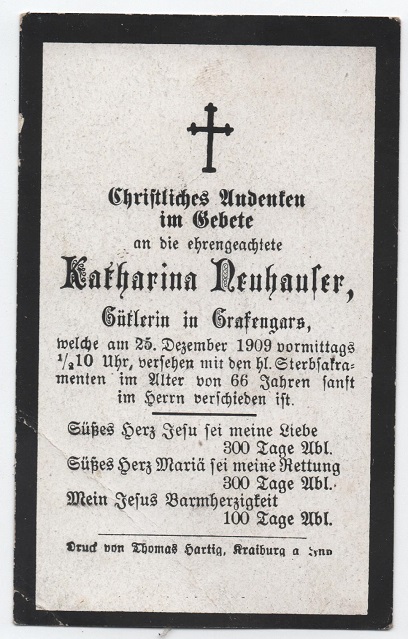 Christliches Andenken
im Gebete
an die ehrengeachtete
Katharina Neuhauser,
Gütlerin in Grafengars,
welche am 25. Dezember 1909 vormittags
1/2 10 Uhr, versehen mit den hl. Sterbsakra-
menten im Alter von 66 Jahren sanft
im Herrn verschieden ist.
Süßes Herz Jesu sei meine Liebe
300 Tage Abl.
Süßes Herz Mariä sei meine Rettung
300 Tage Abl.
Mein Jesus Barmherzigkeit
100 Tage Abl.
Druck von Thomas Hartig, Kraiburg a Inn